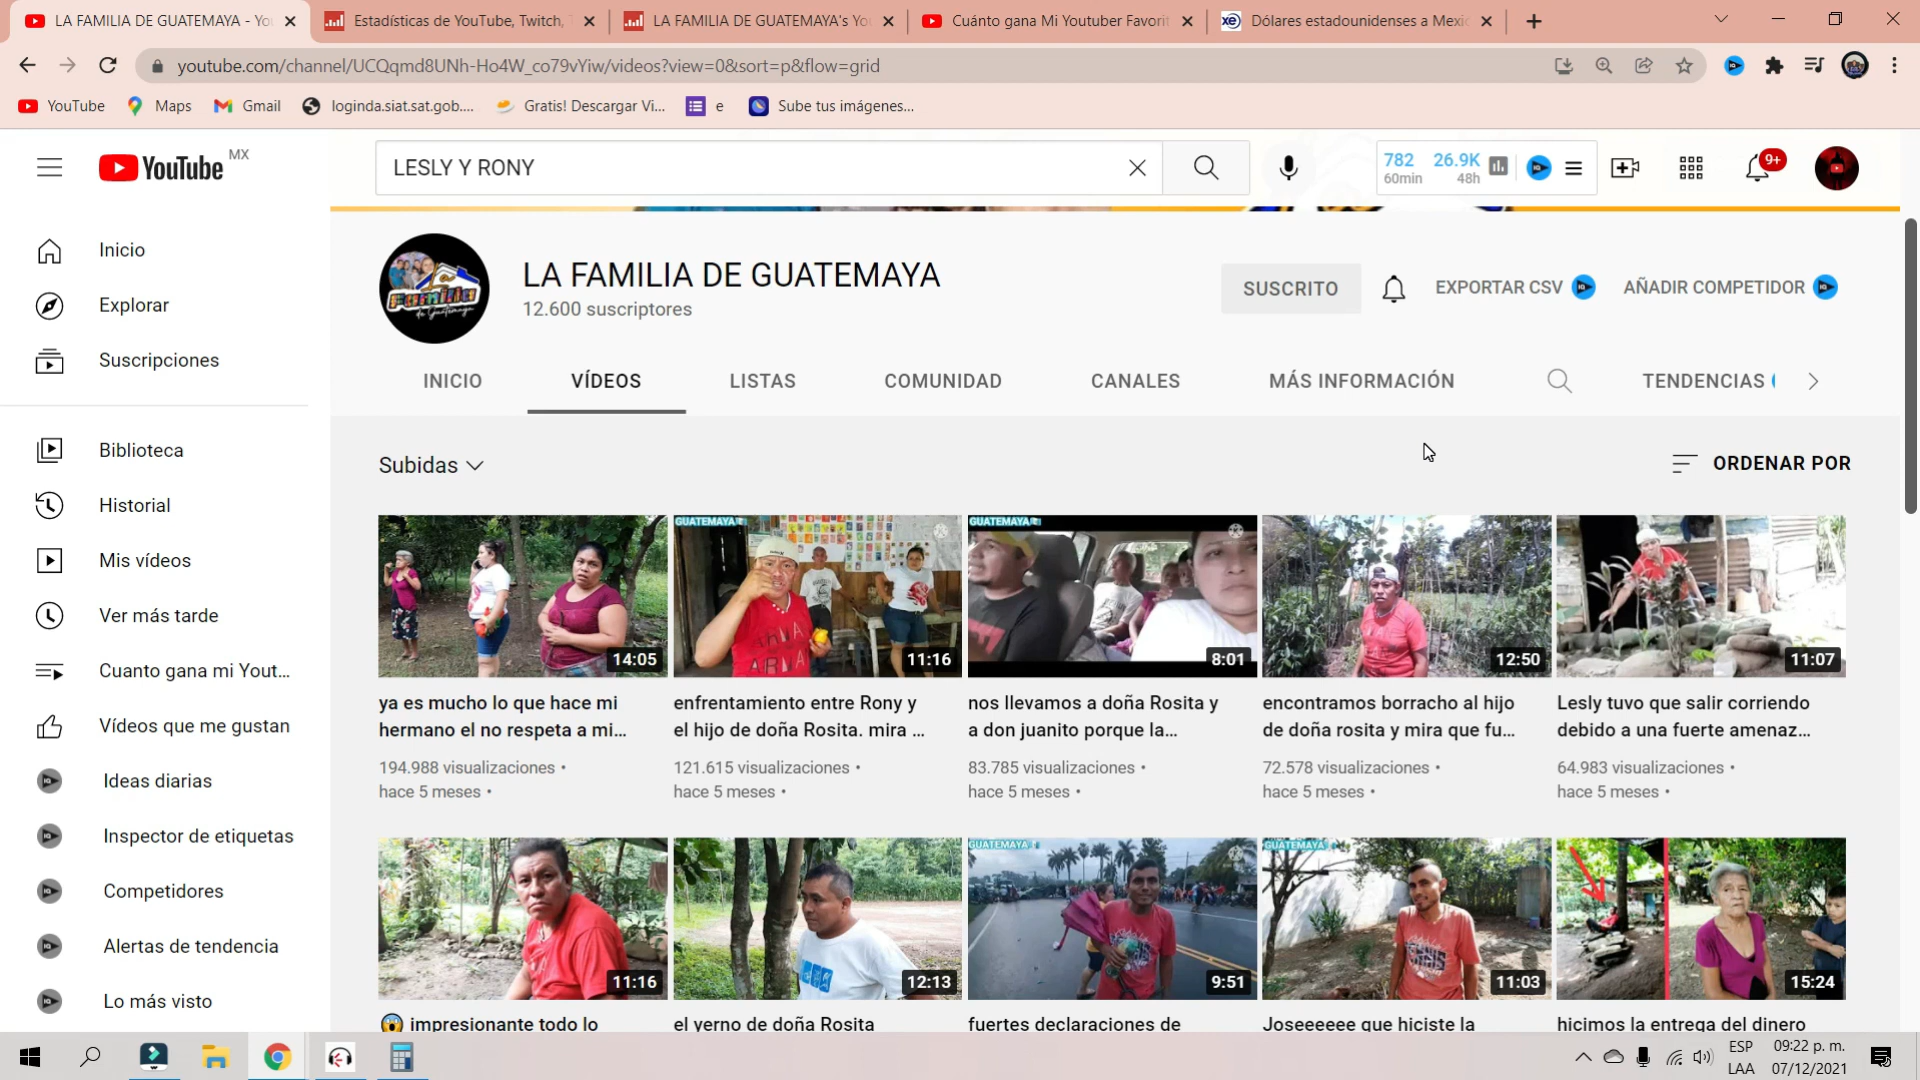 LA FAMILIA DE GUATEMAYA - Yo
Estadísticas de YouTube, Twitch, T
LA FAMILIA DE GUATEMAYA's Yo
Cuánto gana Mi Youtuber Favorit
Dólares estadounidenses a Mexic
youtube.com/channel/UCQqmd8UNh-Ho4W_co79vYiw/videos?view=0&sort=p&flow=grid
YouTube
Maps
Gmail
loginda.siat.sat.gob....
Gratis! Descargar Vi...
e
Sube tus imágenes...
YouTube MX
LESLY Y RONY
782 26.9K
60min 48h
9+
Inicio
Explorar
Suscripciones
Biblioteca
Historial
Mis vídeos
Ver más tarde
Cuanto gana mi Yout...
Vídeos que me gustan
Ideas diarias
Inspector de etiquetas
Competidores
Alertas de tendencia
Lo más visto
Familia
de Guatemaya
LA FAMILIA DE GUATEMAYA
12.600 suscriptores
SUSCRITO
EXPORTAR CSV
AÑADIR COMPETIDOR
INICIO
VÍDEOS
LISTAS
COMUNIDAD
CANALES
MÁS INFORMACIÓN
TENDENCIAS
Subidas
ORDENAR POR
14:05
ya es mucho lo que hace mi
hermano el no respeta a mi...
194.988 visualizaciones •
hace 5 meses •
GUATEMAYA
11:16
enfrentamiento entre Rony y
el hijo de doña Rosita. mira ...
121.615 visualizaciones •
hace 5 meses •
GUATEMAYA
8:01
nos llevamos a doña Rosita y
a don juanito porque la...
83.785 visualizaciones •
hace 5 meses •
12:50
encontramos borracho al hijo
de doña rosita y mira que fu...
72.578 visualizaciones •
hace 5 meses •
11:07
Lesly tuvo que salir corriendo
debido a una fuerte amenaz...
64.983 visualizaciones •
hace 5 meses •
11:16
impresionante todo lo
12:13
el yerno de doña Rosita
GUATEMAYA
9:51
fuertes declaraciones de
GUATEMAYA
11:03
Joseeeeee que hiciste la
15:24
hicimos la entrega del dinero
ESP
LAA
09:22 p. m.
07/12/2021